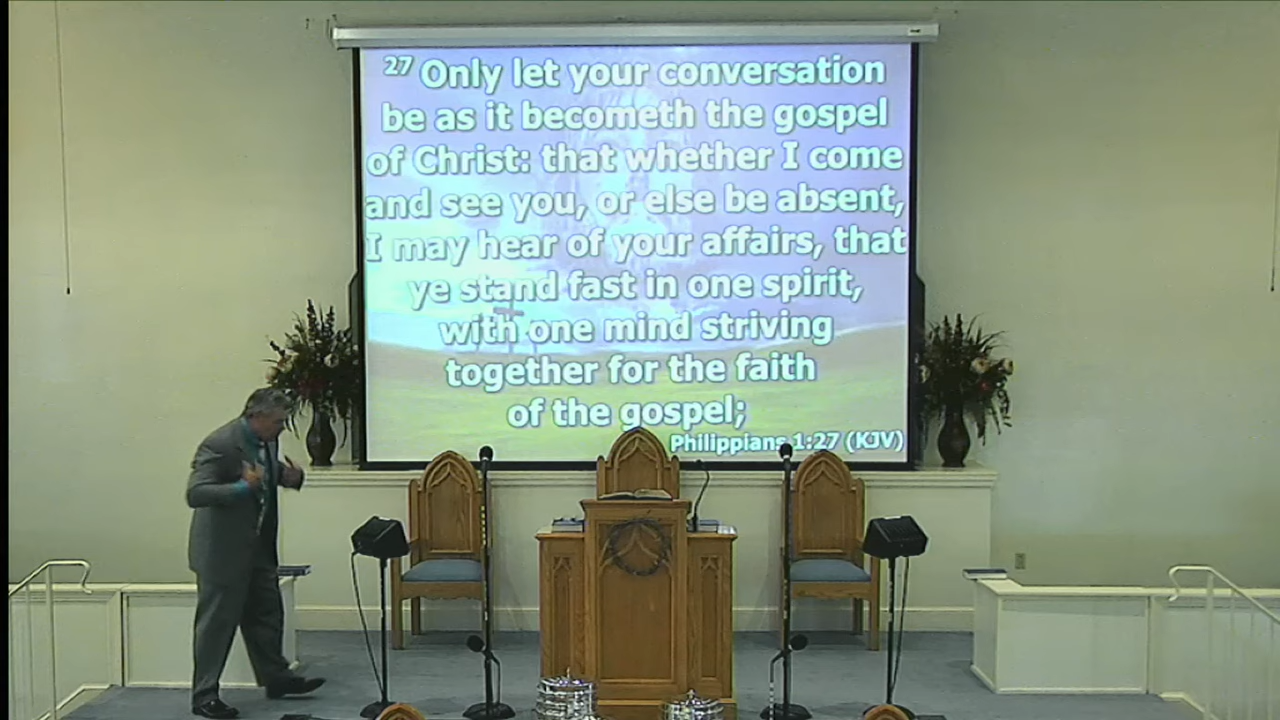 27 Only let your conversation
be as it becometh the gospel
of Christ: that whether I come
and see you, or else be absent,
I may hear of your affairs, that
ye stand fast in one spirit,
with one mind striving
together for the faith
of the gospel;
Philippians 1:27 (KJV)